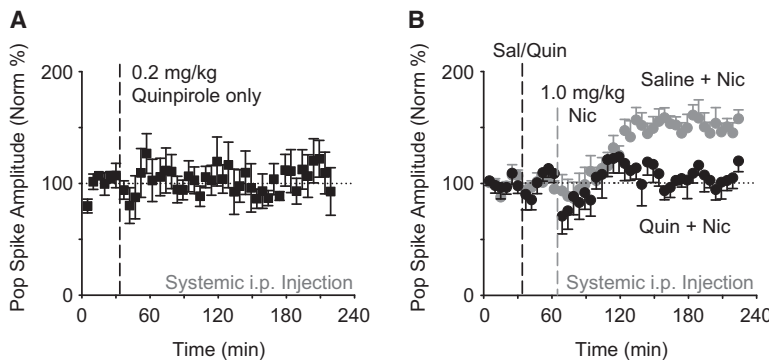 A
Pop Spike Amplitude (Norm %)
200
100
0
0.2 mg/kg
Quinpirole only
Systemic i.p. Injection
0 60 120 180 240
Time (min)
B
Pop Spike Amplitude (Norm %)
200
100
0
Sal/Quin
1.0 mg/kg
Nic
Saline + Nic
Quin + Nic
Systemic i.p. Injection
0 60 120 180 240
Time (min)